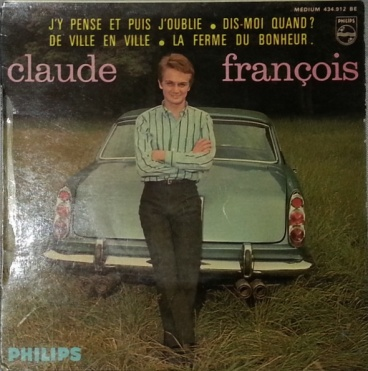 MEDIUM 434.912 BE
J'Y PENSE ET PUIS J'OUBLIE • DIS-MOI QUAND?
DE VILLE EN VILLE • LA FERME DU BONHEUR.
PHILIPS
claude françois
PHILIPS